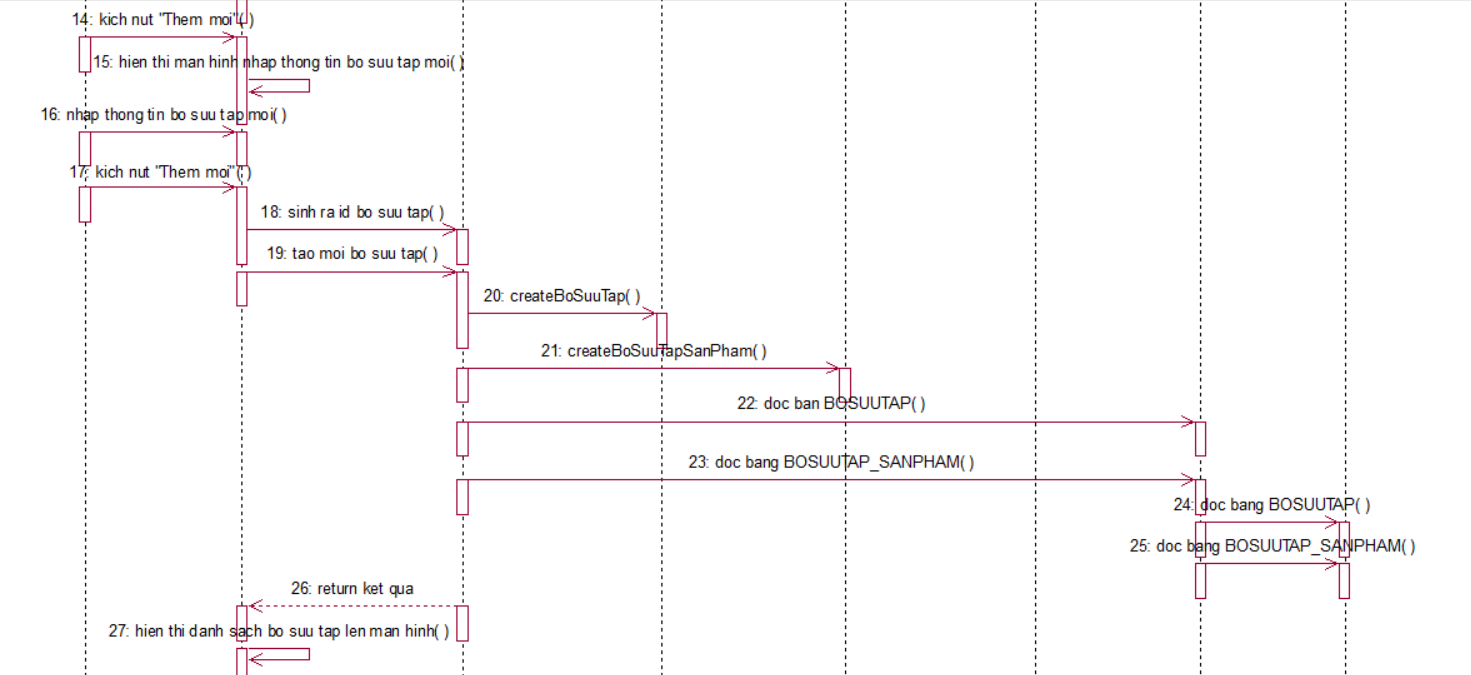 14: kich nut "Them moi"( )
15: hien thi man hinh nhap thong tin bo suu tap moi( )
16: nhap thong tin bo suu tap moi( )
17: kich nut "Them moi"( )
18: sinh ra id bo suu tap( )
19: tao moi bo suu tap( )
20: createBoSuuTap( )
21: createBoSuuTapSanPham( )
22: doc ban BOSUUTAP( )
23: doc bang BOSUUTAP_SANPHAM( )
24: doc bang BOSUUTAP( )
25: doc bang BOSUUTAP_SANPHAM( )
26: return ket qua
27: hien thi danh sach bo suu tap len man hinh( )